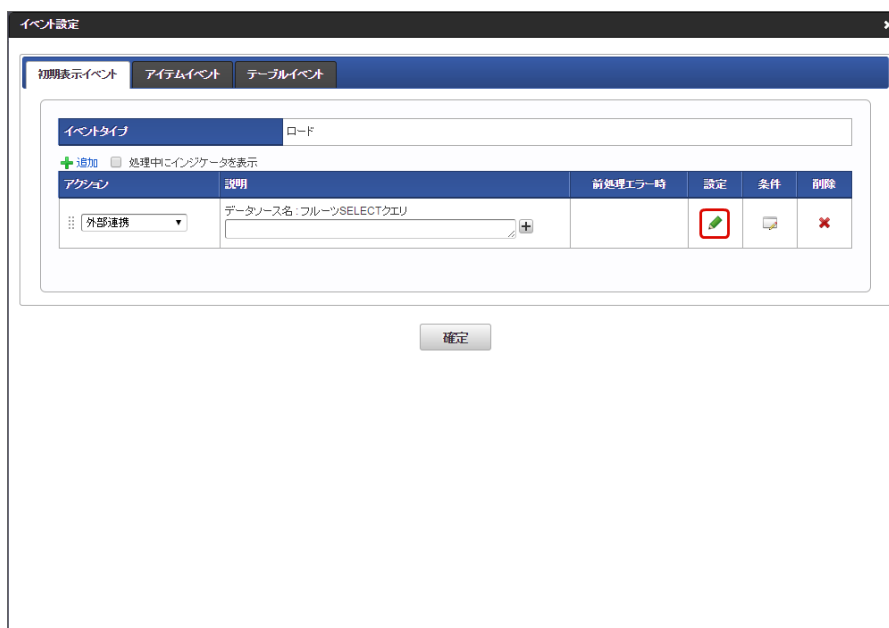 イベント設定
初期表示イベント アイテムイベント テーブルイベント
イベントタイプ ロード
追加 処理中にインジケータを表示
アクション 説明 前処理エラー時 設定 条件 削除
外部連携 データソース名 : フルーツSELECTクエリ
確定